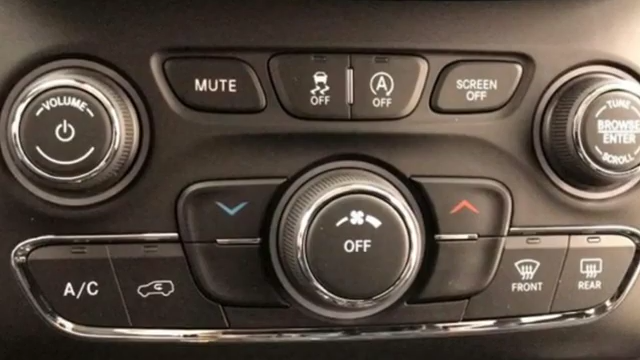 VOLUME
MUTE
OFF
A
OFF
SCREEN
OFF
TUNE
BROWSE
ENTER
SCROLL
OFF
A/C
FRONT
REAR